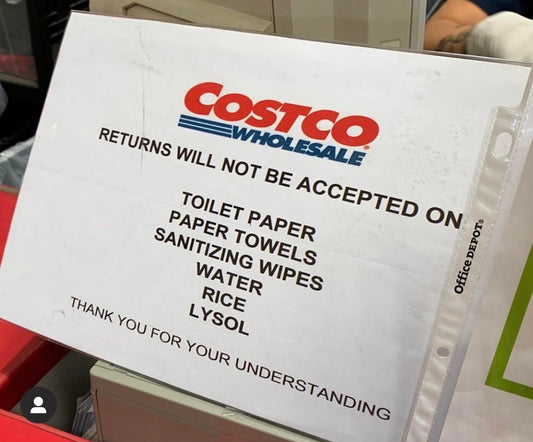 COSTCO
WHOLESALE
RETURNS WILL NOT BE ACCEPTED ON
TOILET PAPER
PAPER TOWELS
SANITIZING WIPES
WATER
RICE
LYSOL
THANK YOU FOR YOUR UNDERSTANDING
Office DEPOT®